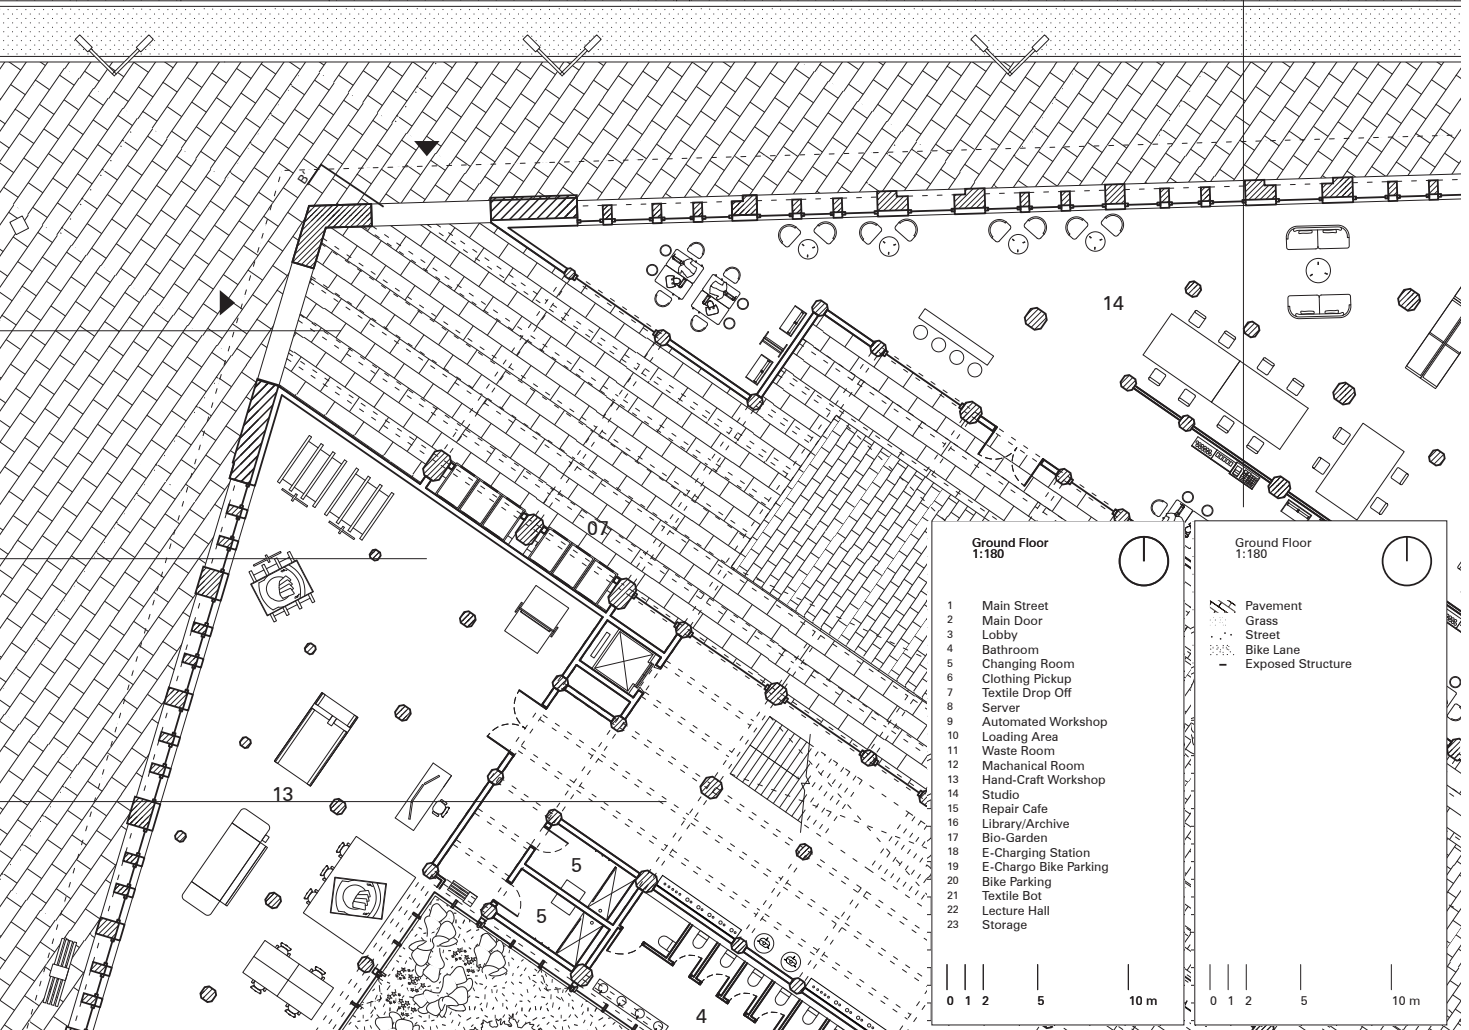 B'
14
07
13
5
5
4
Ground Floor
1:180
1 Main Street
2 Main Door
3 Lobby
4 Bathroom
5 Changing Room
6 Clothing Pickup
7 Textile Drop Off
8 Server
9 Automated Workshop
10 Loading Area
11 Waste Room
12 Machanical Room
13 Hand-Craft Workshop
14 Studio
15 Repair Cafe
16 Library/Archive
17 Bio-Garden
18 E-Charging Station
19 E-Chargo Bike Parking
20 Bike Parking
21 Textile Bot
22 Lecture Hall
23 Storage
0 1 2 5 10 m
Ground Floor
1:180
Pavement
Grass
Street
Bike Lane
Exposed Structure
0 1 2 5 10 m